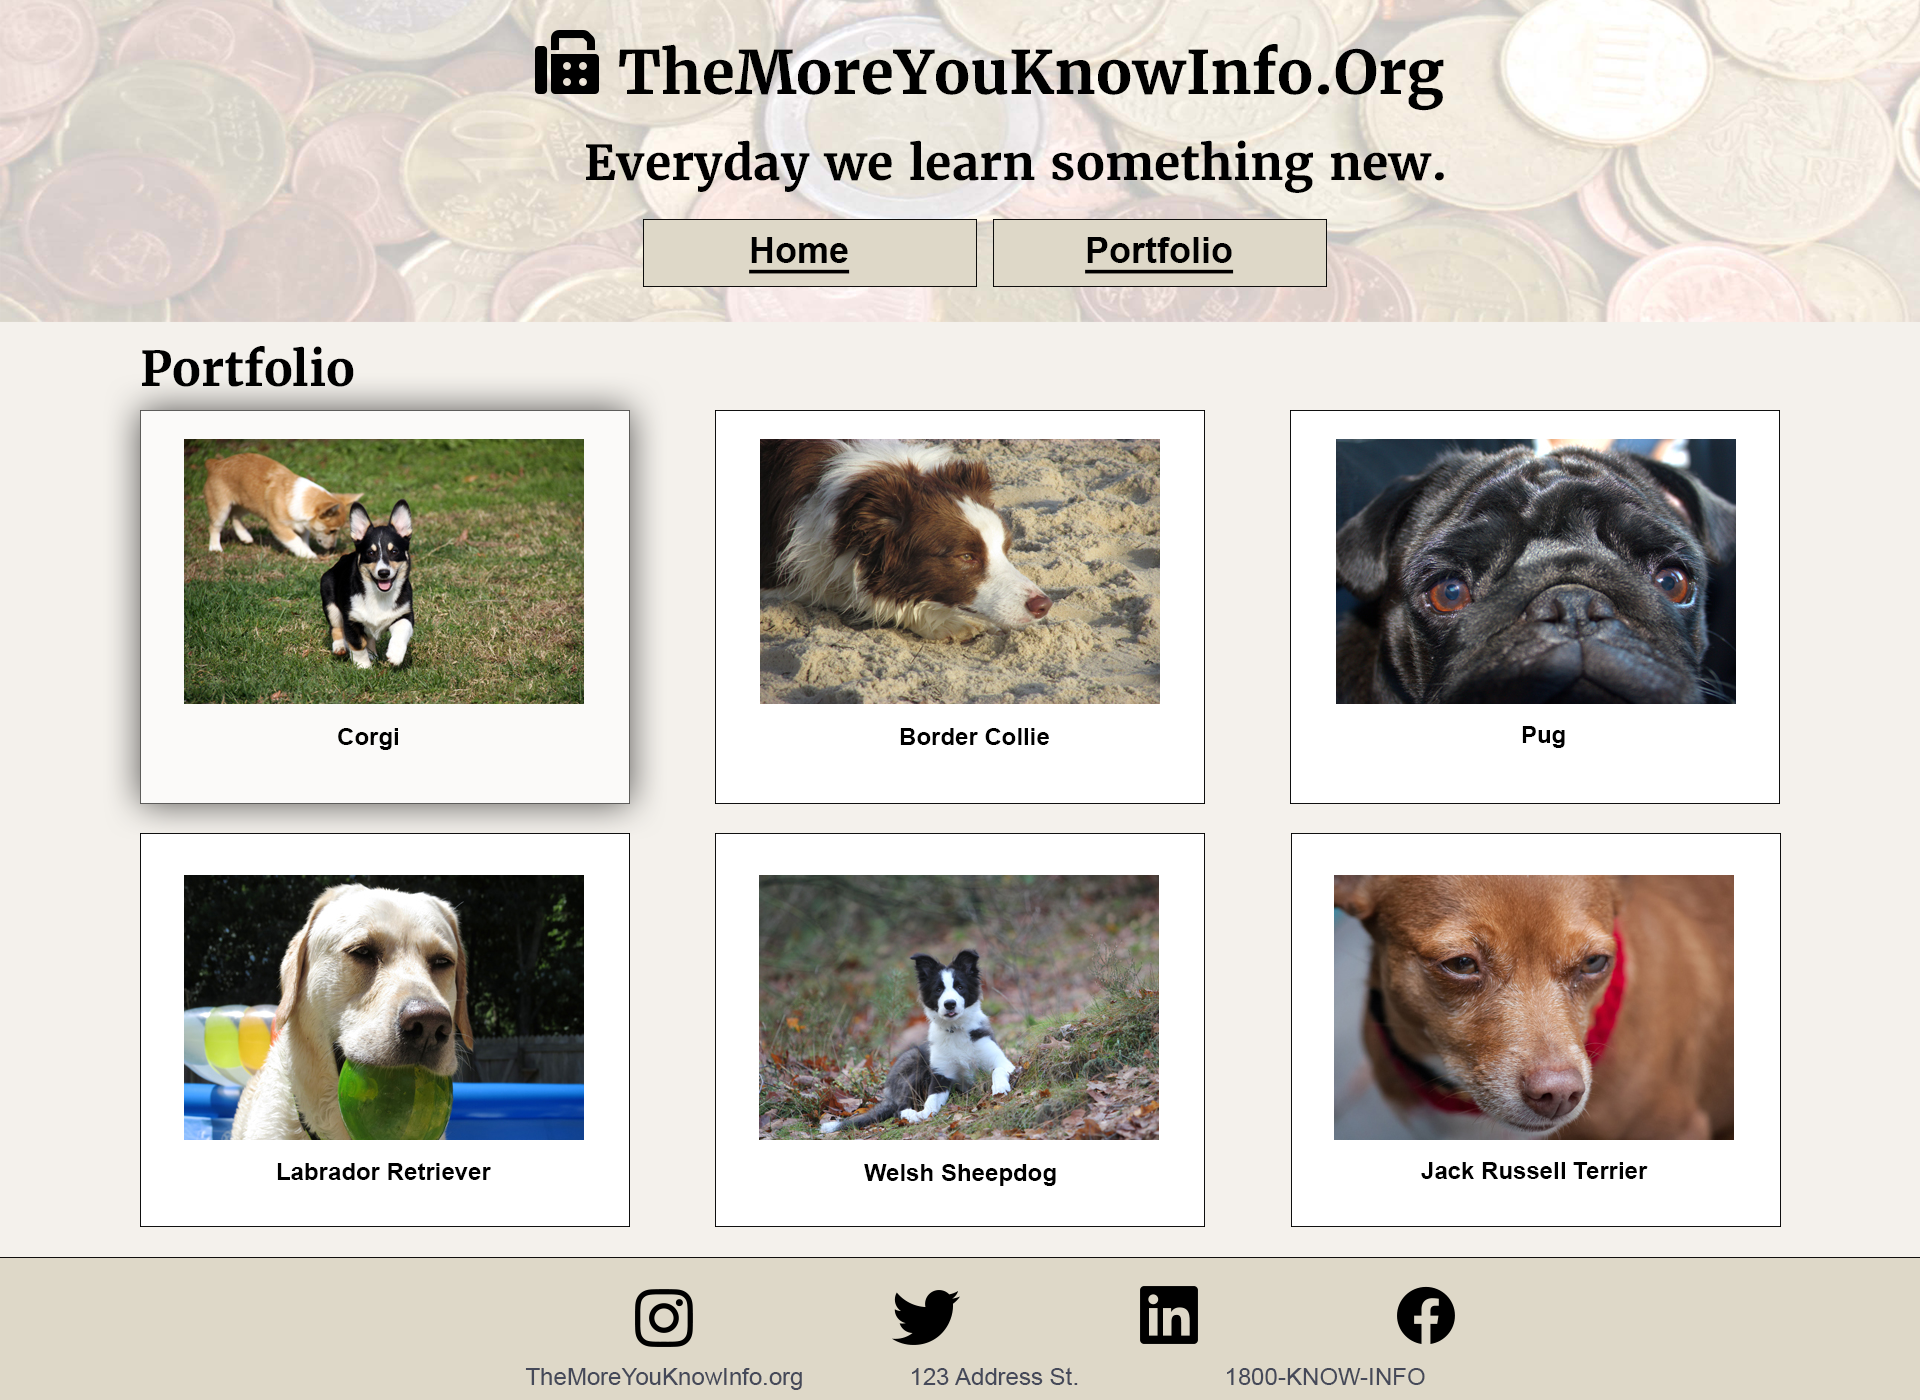 TheMoreYouKnowInfo.Org
Everyday we learn something new.
Home
Portfolio
Portfolio
Corgi
Border Collie
Pug
Labrador Retriever
Welsh Sheepdog
Jack Russell Terrier
TheMoreYouKnowInfo.org
123 Address St.
1800-KNOW-INFO